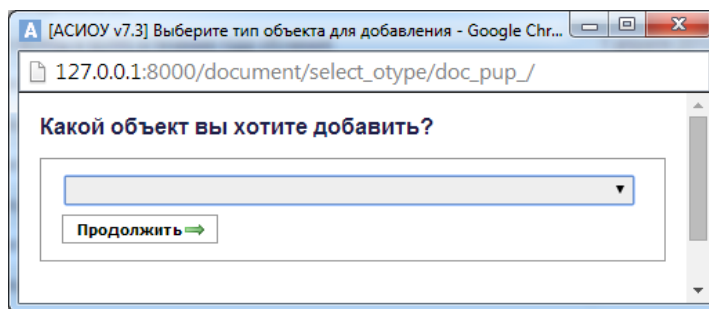 A [АСИОУ v7.3] Выберите тип объекта для добавления - Google Chr...
127.0.0.1:8000/document/select_otype/doc_pup_/
Какой объект вы хотите добавить?
Продолжить